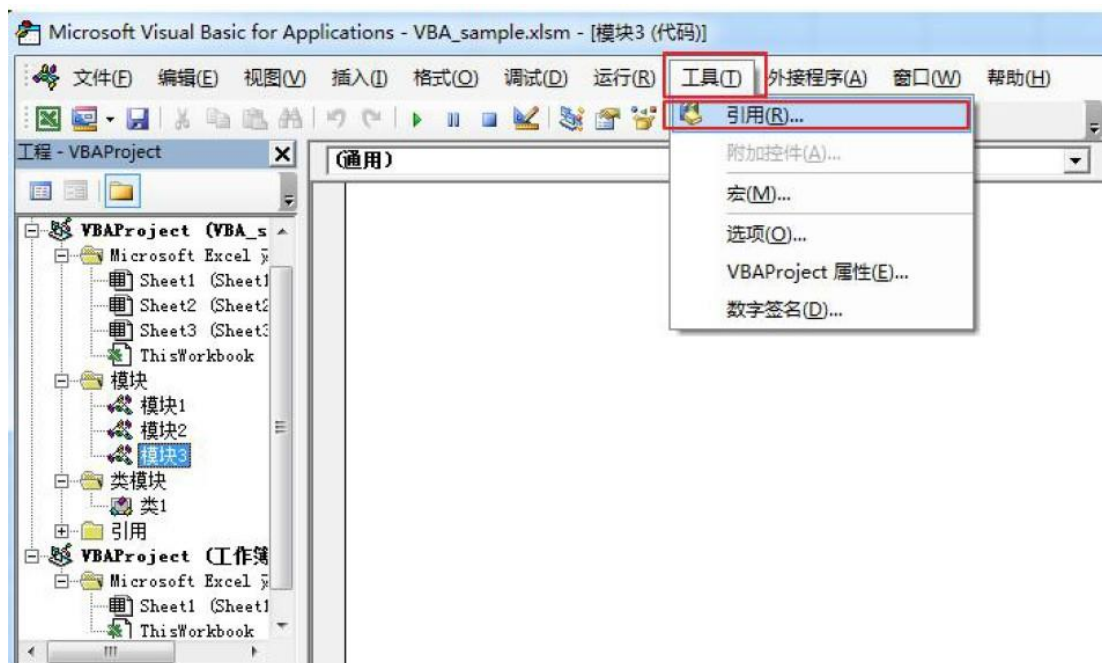 Microsoft Visual Basic for Applications - VBA_sample.xlsm - [模块3 (代码)]
文件(F) 编辑(E) 视图(V) 插入(I) 格式(O) 调试(D) 运行(R) 工具(T) 外接程序(A) 窗口(W) 帮助(H)
引用(R)...
附加控件(A)...
宏(M)...
选项(O)...
VBAProject 属性(E)...
数字签名(D)...
工程 - VBAProject
(通用)
VBAProject (VBA_s
Microsoft Excel
Sheet1 (Sheet1
Sheet2 (Sheet2
Sheet3 (Sheet3
ThisWorkbook
模块
模块1
模块2
模块3
类模块
类1
引用
VBAProject (工作簿
Microsoft Excel
Sheet1 (Sheet1
ThisWorkbook